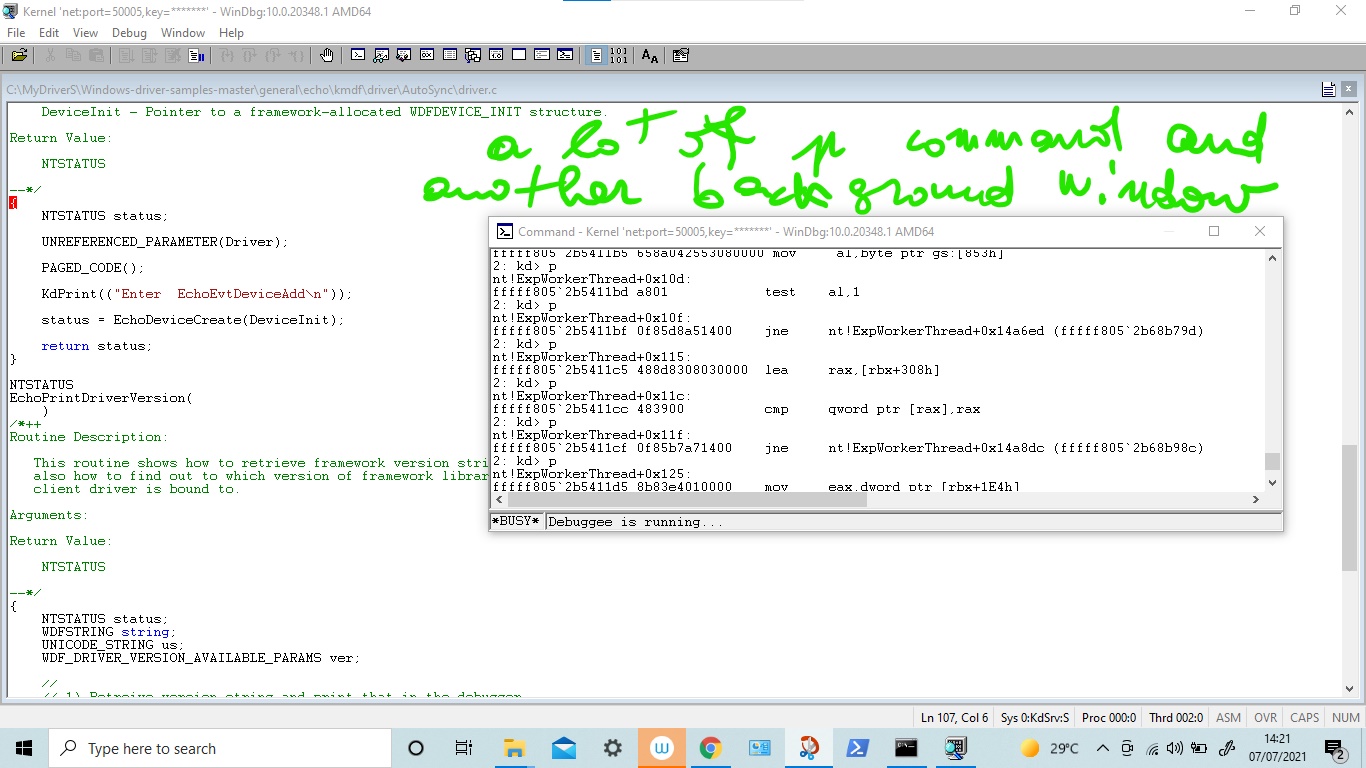 Kernel 'net:port=50005,key=*******' - WinDbg:10.0.20348.1 AMD64
File Edit View Debug Window Help
C:\MyDriverS\Windows-driver-samples-master\general\echo\kmdf\driver\AutoSync\driver.c
DeviceInit - Pointer to a framework-allocated WDFDEVICE_INIT structure.
Return Value:
NTSTATUS
--*/
{
NTSTATUS status;
UNREFERENCED_PARAMETER(Driver);
PAGED_CODE();
KdPrint(("Enter  EchoEvtDeviceAdd\n"));
status = EchoDeviceCreate(DeviceInit);
return status;
}
NTSTATUS
EchoPrintDriverVersion(
)
/*++
Routine Description:
This routine shows how to retrieve framework version stri
also how to find out to which version of framework librar
client driver is bound to.
Arguments:
Return Value:
NTSTATUS
--*/
{
NTSTATUS status;
WDFSTRING string;
UNICODE_STRING us;
WDF_DRIVER_VERSION_AVAILABLE_PARAMS ver;
//
// 1) Retreive version string and print that in the debugger.
a lot of p command and
another background window
Command - Kernel 'net:port=50005,key=*******' - WinDbg:10.0.20348.1 AMD64
fffff805`2b5411b5 658a042553080000 mov     al,byte ptr gs:[853h]
2: kd> p
nt!ExpWorkerThread+0x10d:
fffff805`2b5411bd a801            test    al,1
2: kd> p
nt!ExpWorkerThread+0x10f:
fffff805`2b5411bf 0f85d8a51400    jne     nt!ExpWorkerThread+0x14a6ed (fffff805`2b68b79d)
2: kd> p
nt!ExpWorkerThread+0x115:
fffff805`2b5411c5 488d8308030000  lea     rax,[rbx+308h]
2: kd> p
nt!ExpWorkerThread+0x11c:
fffff805`2b5411cc 483900          cmp     qword ptr [rax],rax
2: kd> p
nt!ExpWorkerThread+0x11f:
fffff805`2b5411cf 0f85b7a71400    jne     nt!ExpWorkerThread+0x14a8dc (fffff805`2b68b98c)
2: kd> p
nt!ExpWorkerThread+0x125:
fffff805`2b5411d5 8b83e4010000    mov     eax,dword ptr [rbx+1E4h]
*BUSY* Debuggee is running...
Ln 107, Col 6 Sys 0:KdSrv:S Proc 000:0 Thrd 002:0 ASM OVR CAPS NUM
Type here to search
29°C
14:21
07/07/2021
2